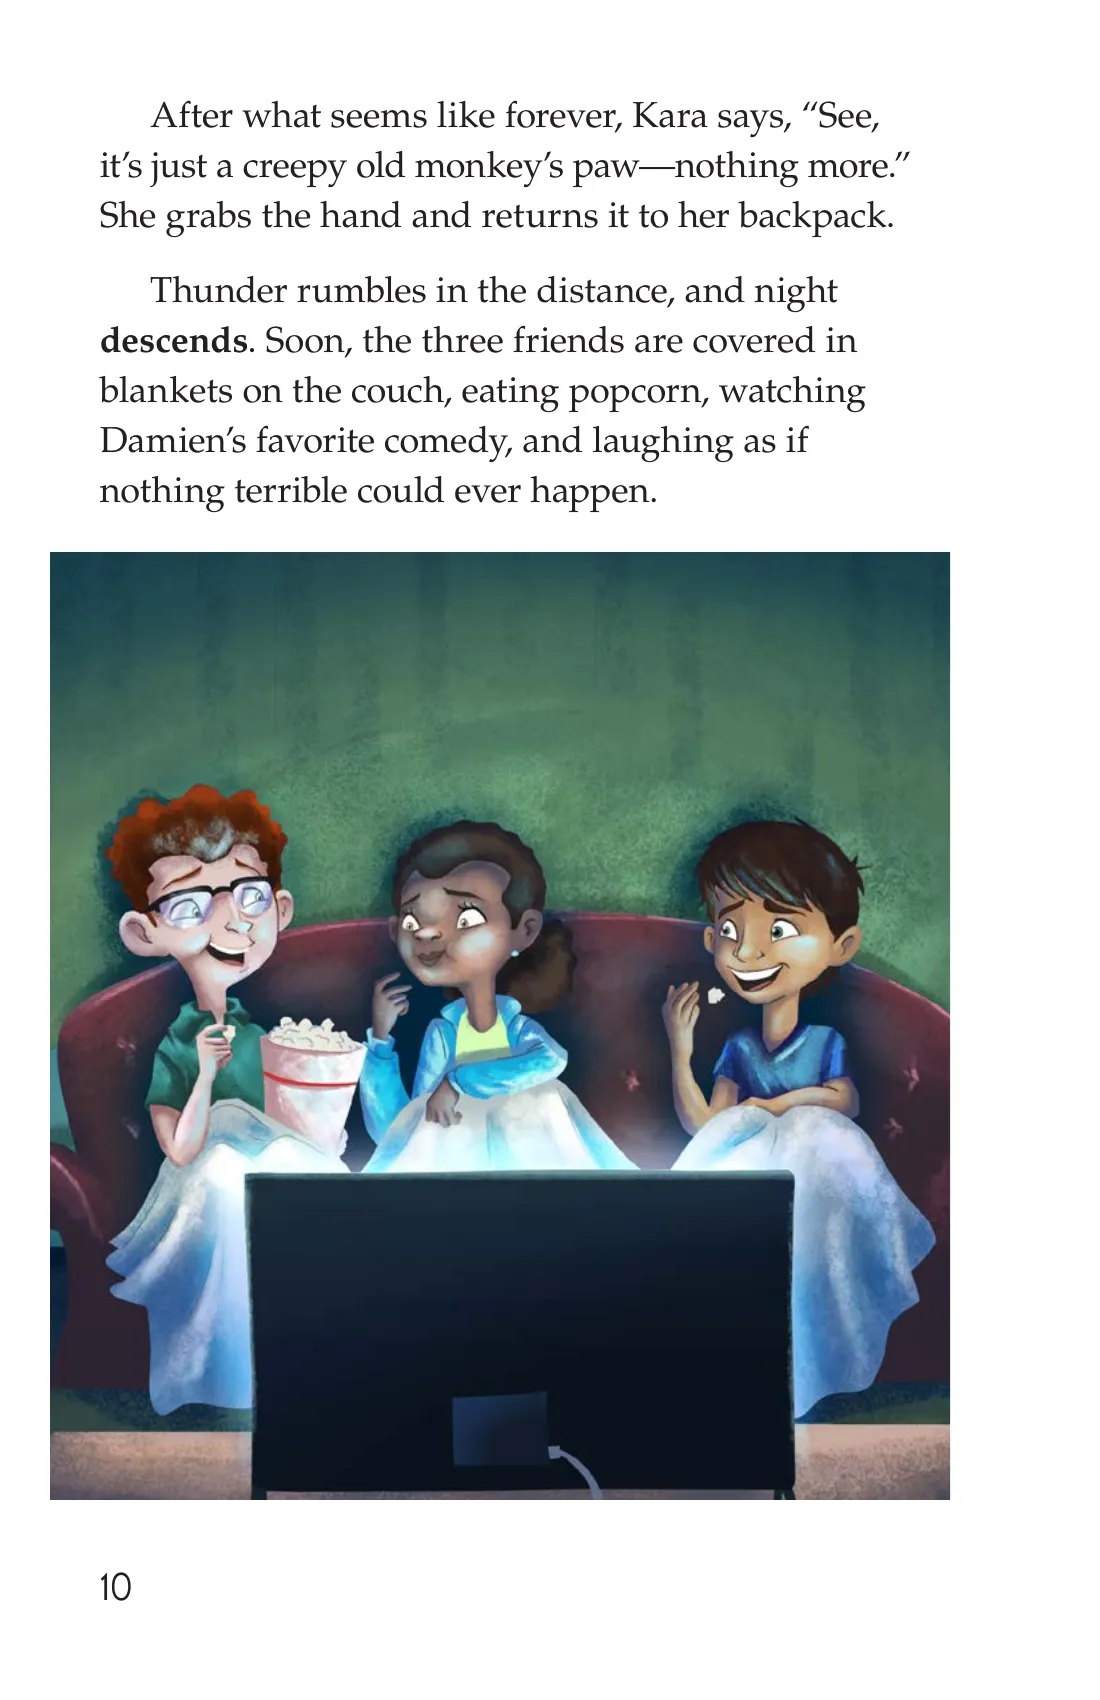 After what seems like forever, Kara says, “See,
it’s just a creepy old monkey’s paw—nothing more.”
She grabs the hand and returns it to her backpack.
Thunder rumbles in the distance, and night
descends. Soon, the three friends are covered in
blankets on the couch, eating popcorn, watching
Damien’s favorite comedy, and laughing as if
nothing terrible could ever happen.
10